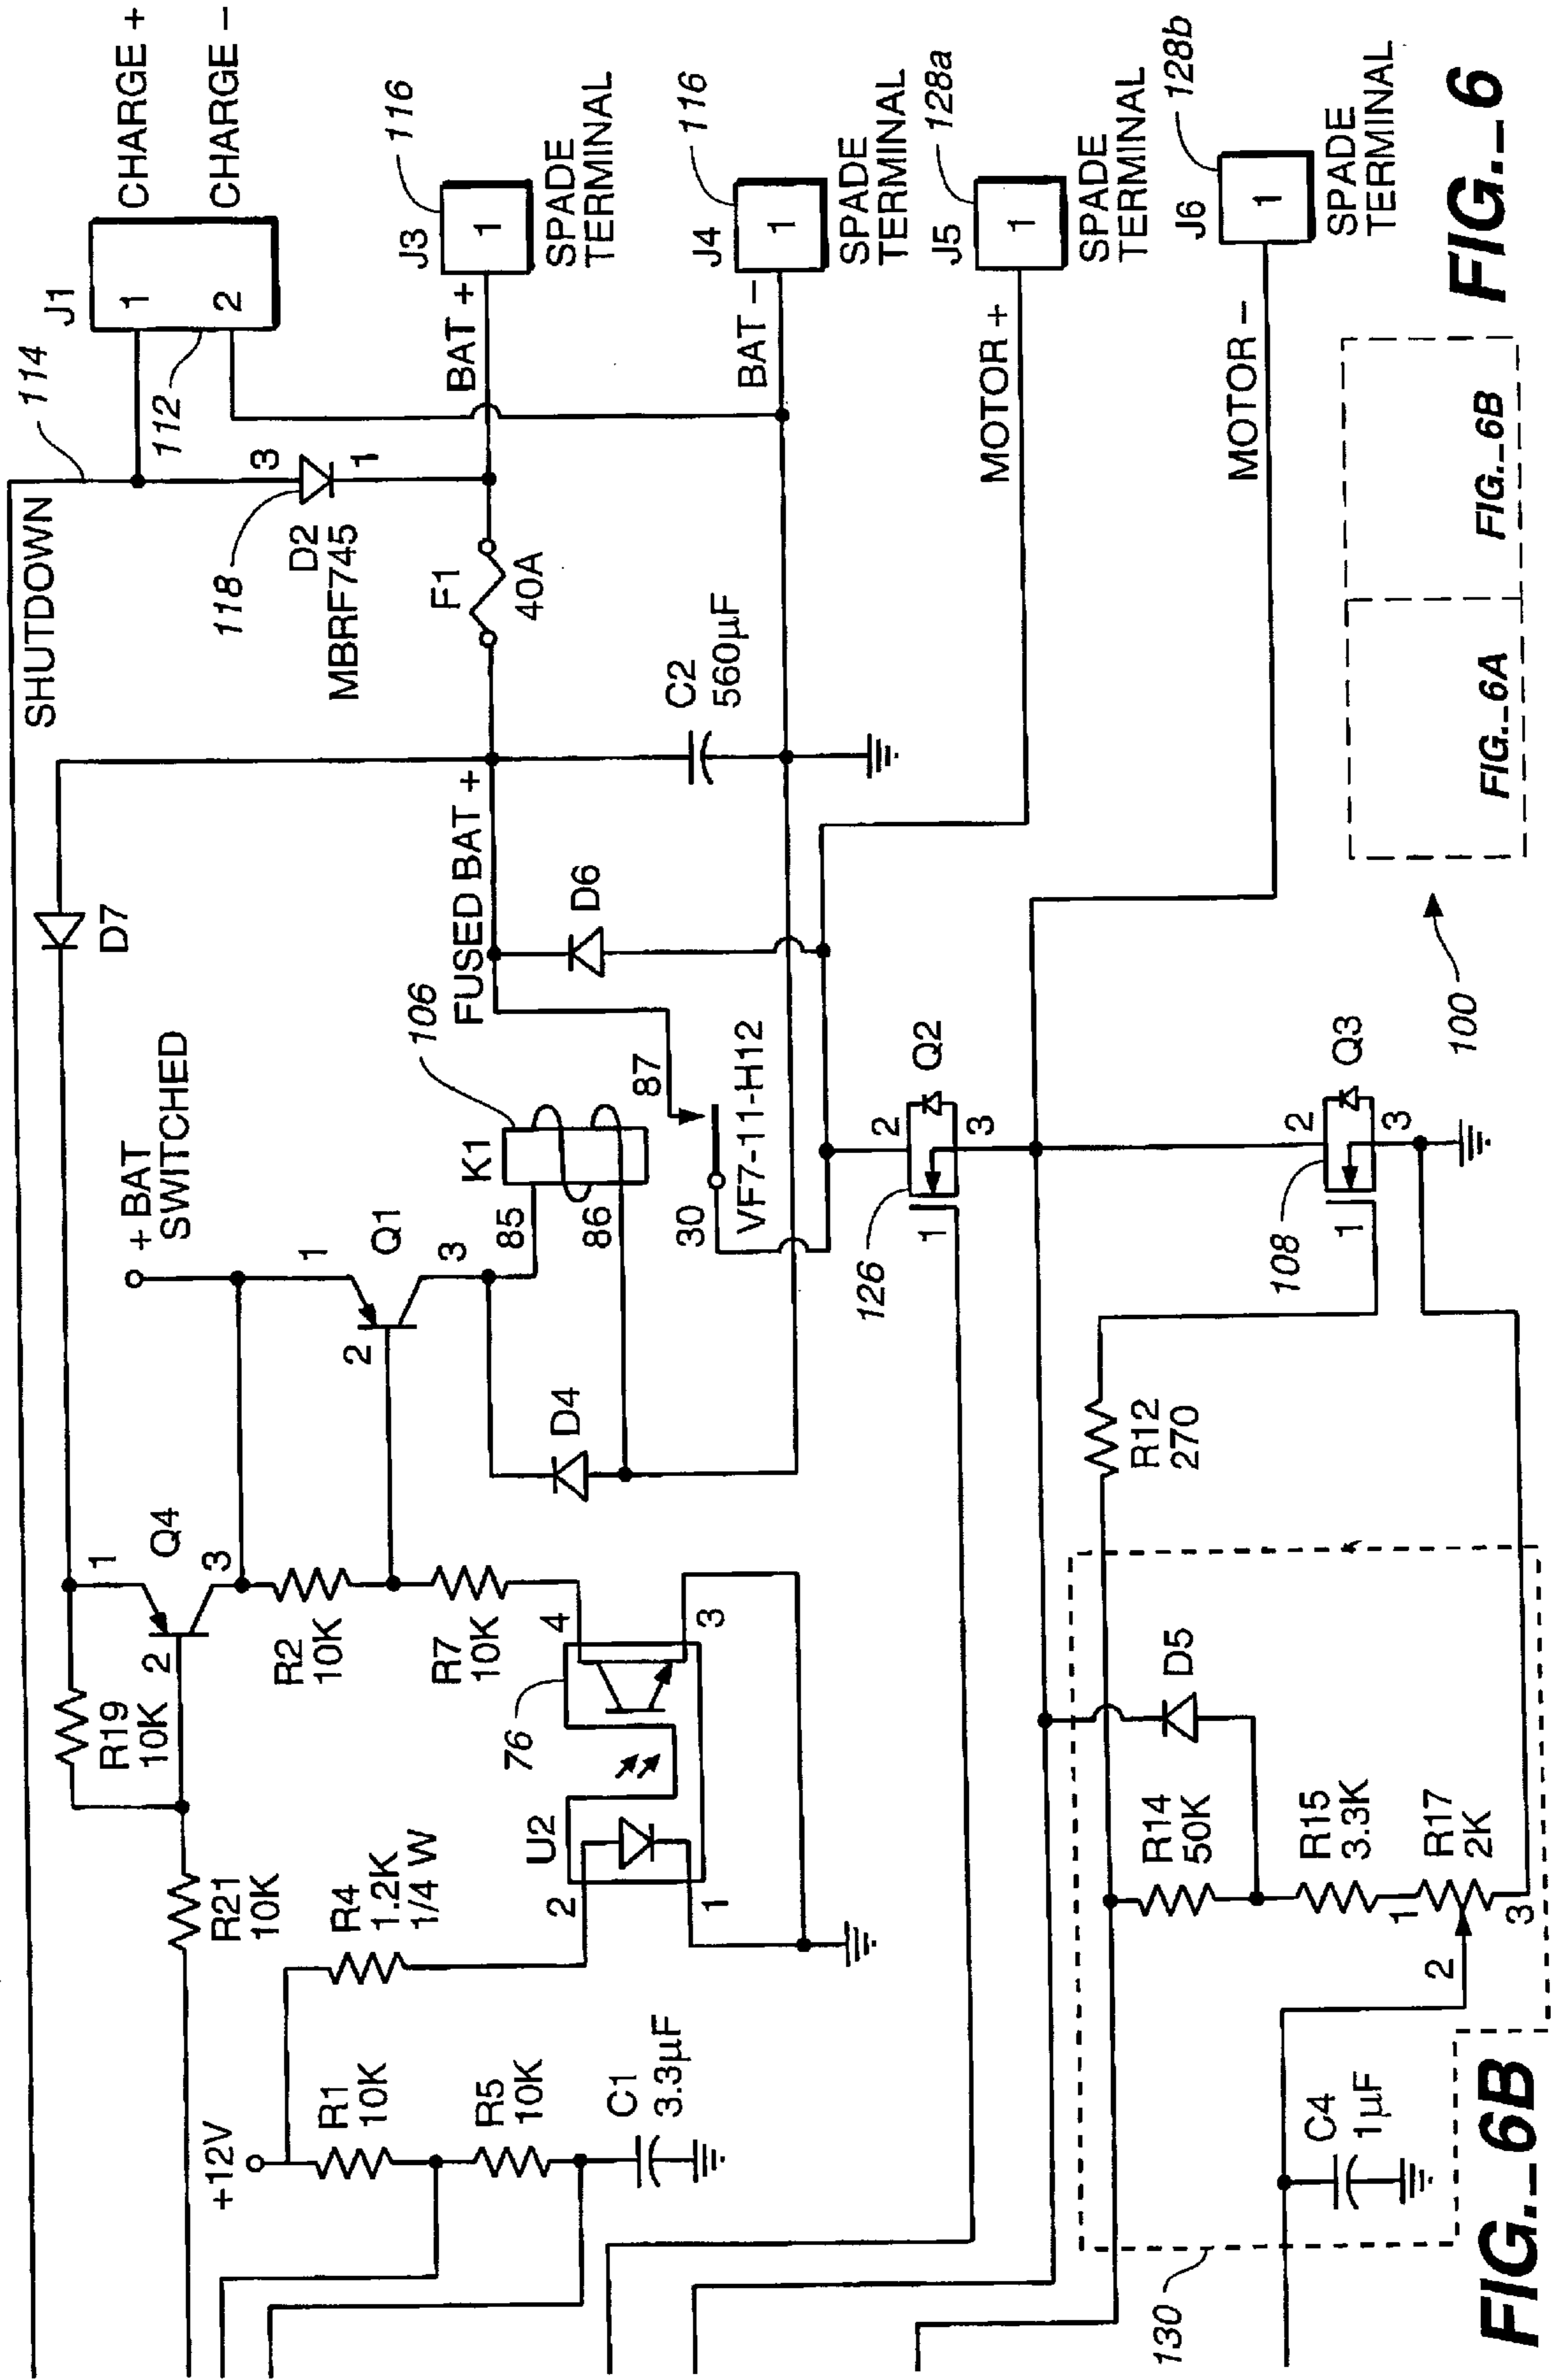 SHUTDOWN
114
J1
1
2
112
CHARGE +
CHARGE -
3
1
118
D2
MBRF745
BAT +
J3
1
116
SPADE
TERMINAL
F1
40A
D7
FUSED BAT +
C2
560µF
BAT -
J4
1
116
SPADE
TERMINAL
+ BAT
SWITCHED
Q4
1
2
3
R19
10K
R21
10K
Q1
1
2
3
R2
10K
R7
10K
K1
106
85
86
87
30
VF7-11-H12
D6
D4
MOTOR +
J5
1
128a
SPADE
TERMINAL
+12V
R1
10K
R4
1.2K
1/4 W
R5
10K
C1
3.3µF
U2
76
2
1
4
3
126
1
2
3
Q2
MOTOR -
J6
1
128b
SPADE
TERMINAL
R12
270
108
1
2
3
Q3
D5
R14
50K
R15
3.3K
R17
2K
1
2
3
C4
1µF
130
100
FIG._6A
FIG._6B
FIG._6B
FIG._6